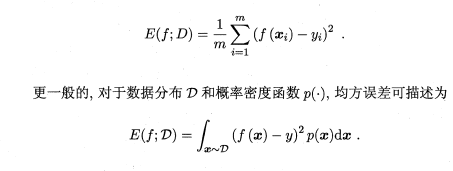 E(f; D) = \frac{1}{m} \sum_{i=1}^{m} (f(\boldsymbol{x}_i) - y_i)^2 .
更一般的, 对于数据分布 \mathcal{D} 和概率密度函数 p(·), 均方误差可描述为
E(f; \mathcal{D}) = \int_{\boldsymbol{x} \sim \mathcal{D}} (f(\boldsymbol{x}) - y)^2 p(\boldsymbol{x}) \mathrm{d}\boldsymbol{x} .